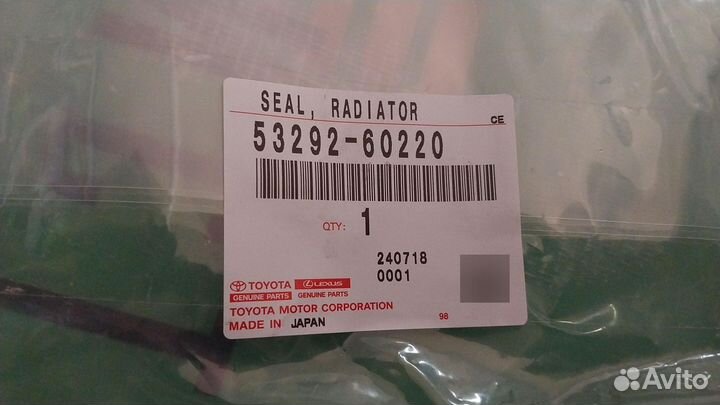 SEAL, RADIATOR
CE
53292-60220
QTY: 1
240718
0001
TOYOTA LEXUS
GENUINE PARTS GENUINE PARTS
TOYOTA MOTOR CORPORATION
MADE IN JAPAN
98
Avito